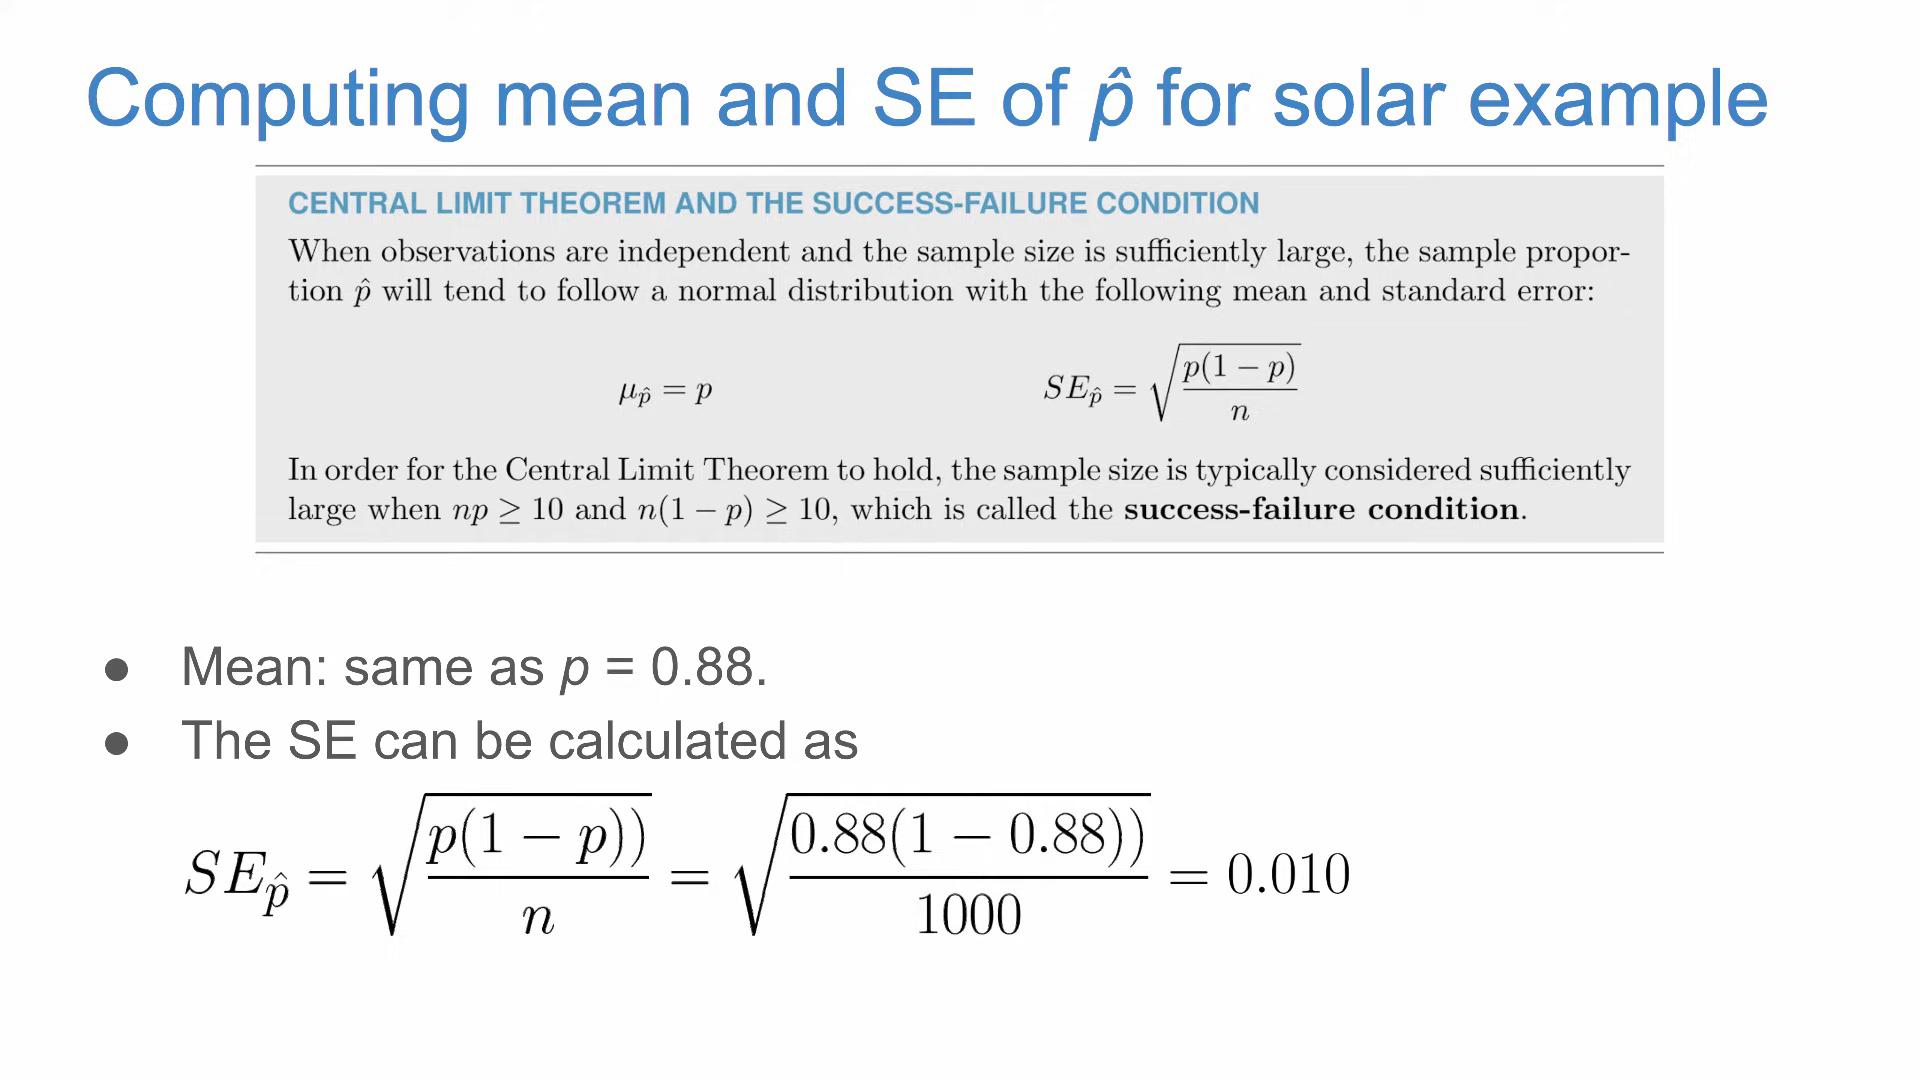 Computing mean and SE of p̂ for solar example
CENTRAL LIMIT THEOREM AND THE SUCCESS-FAILURE CONDITION
When observations are independent and the sample size is sufficiently large, the sample propor-
tion p̂ will tend to follow a normal distribution with the following mean and standard error:
μ_p̂ = p    SE_p̂ = √(p(1 − p)/n)
In order for the Central Limit Theorem to hold, the sample size is typically considered sufficiently
large when np ≥ 10 and n(1 − p) ≥ 10, which is called the success-failure condition.
● Mean: same as p = 0.88.
● The SE can be calculated as
SE_p̂ = √(p(1 − p))/n) = √(0.88(1 − 0.88))/1000) = 0.010